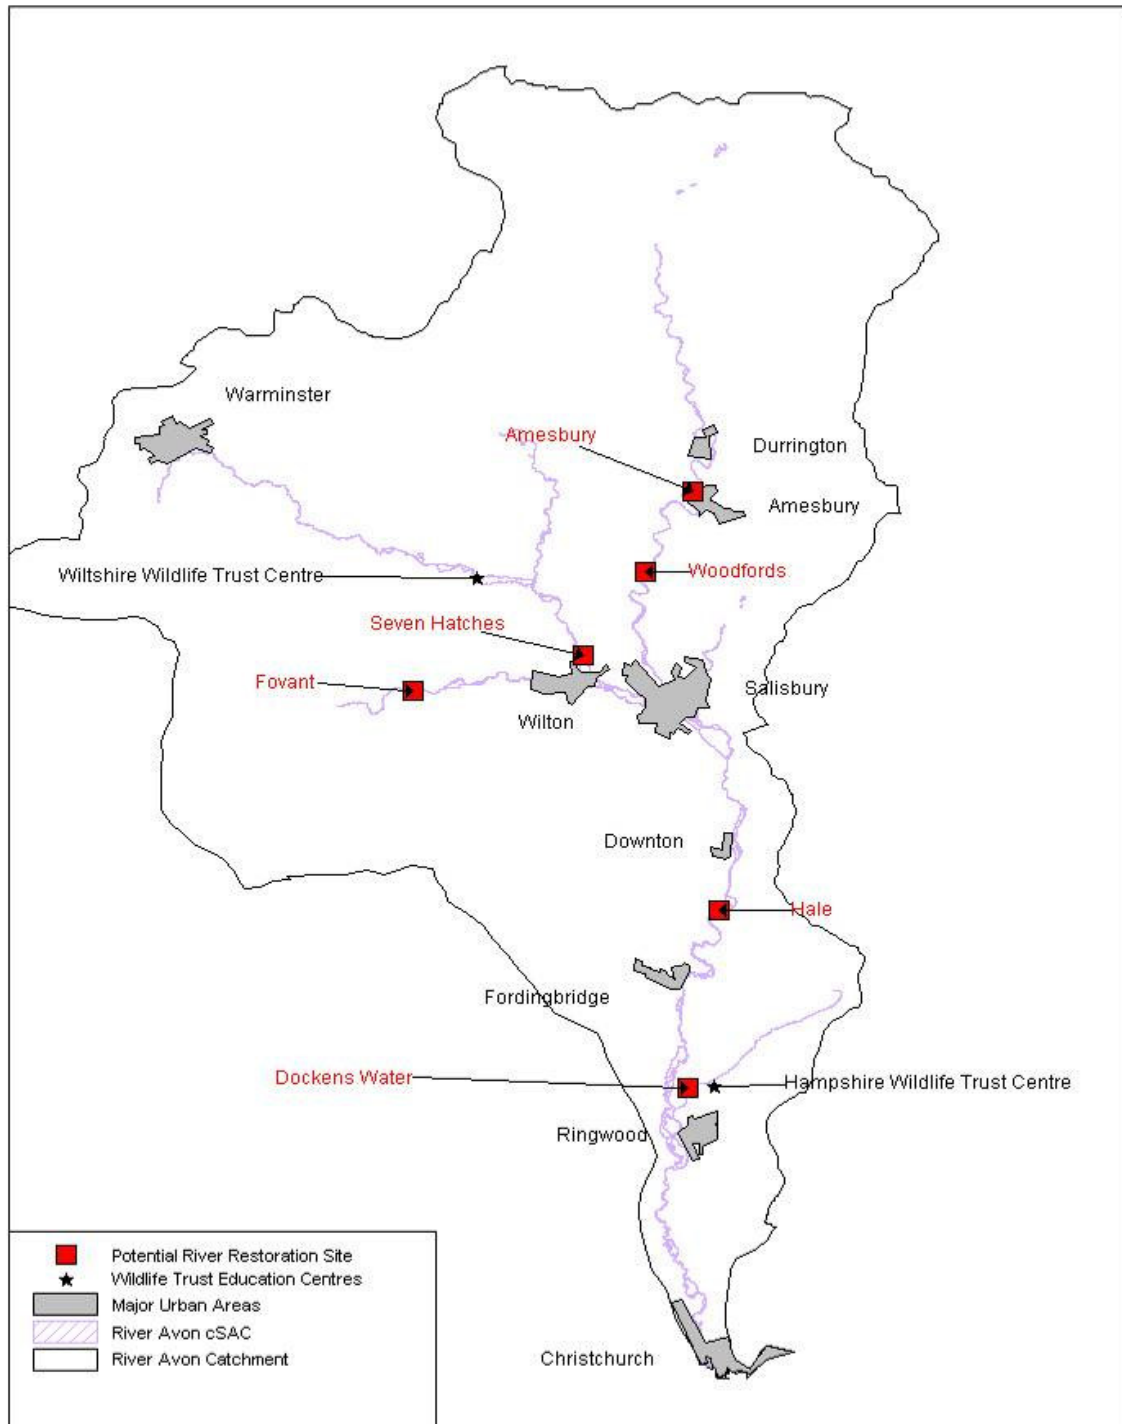 Warminster
Amesbury
Durrington
Amesbury
Wiltshire Wildlife Trust Centre
Woodfords
Seven Hatches
Fovant
Salisbury
Wilton
Downton
Hale
Fordingbridge
Dockens Water
Hampshire Wildlife Trust Centre
Ringwood
Potential River Restoration Site
Wildlife Trust Education Centres
Major Urban Areas
River Avon cSAC
River Avon Catchment
Christchurch